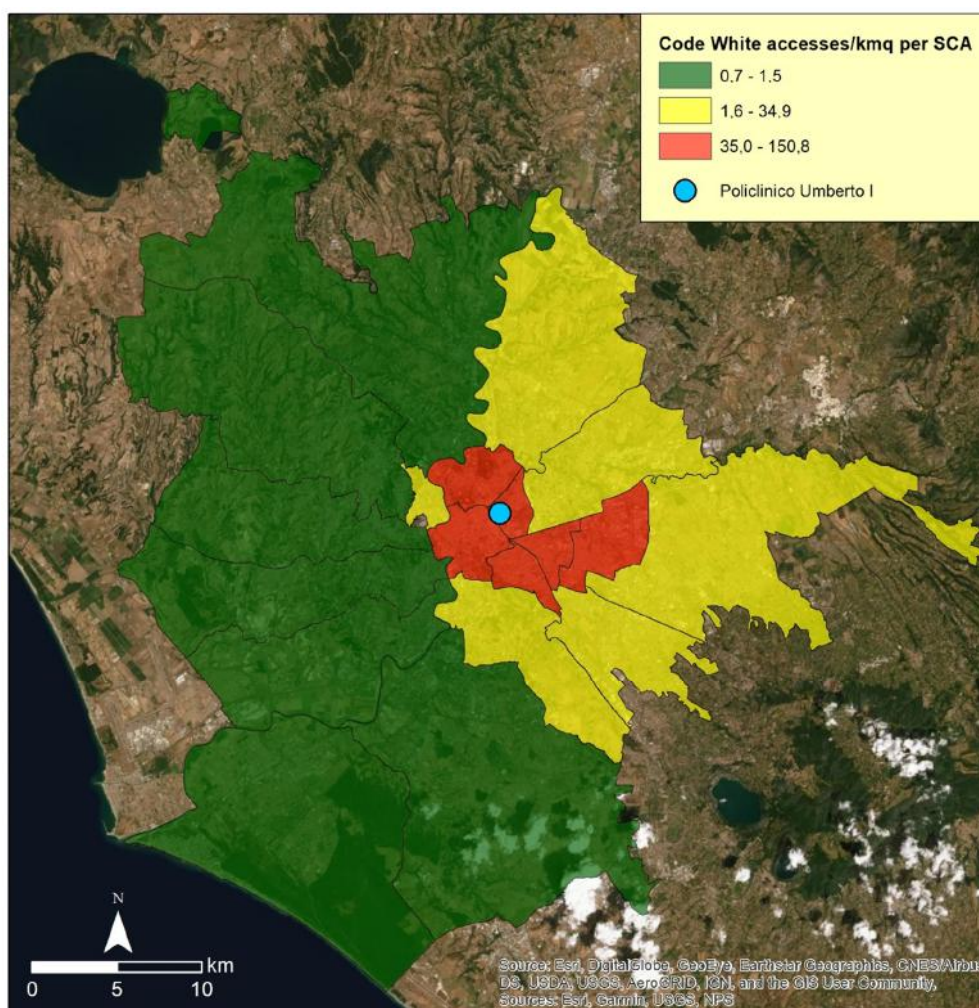 Code White accesses/kmq per SCA
0.7 - 1.5
1,6 - 34.9
35,0 - 150,8
Policlinico Umberto I
N
km
0 5 10
Source: Esri, DigitalGlobe, GeoEye, Earthstar Geographics, CNES/Airbus
DS, USDA, USGS, AeroGRID, IGN, and the GIS User Community,
Sources: Esri, Garmin, USGS, NPS